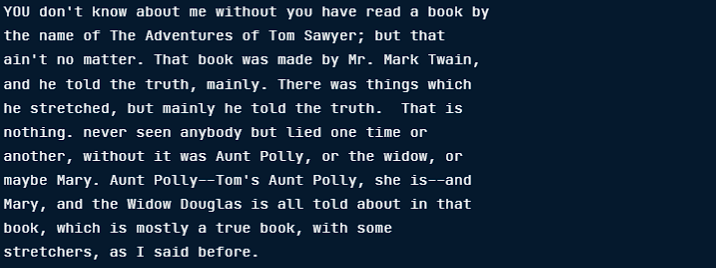 YOU don't know about me without you have read a book by
the name of The Adventures of Tom Sawyer; but that
ain't no matter. That book was made by Mr. Mark Twain,
and he told the truth, mainly. There was things which
he stretched, but mainly he told the truth.  That is
nothing. never seen anybody but lied one time or
another, without it was Aunt Polly, or the widow, or
maybe Mary. Aunt Polly--Tom's Aunt Polly, she is--and
Mary, and the Widow Douglas is all told about in that
book, which is mostly a true book, with some
stretchers, as I said before.